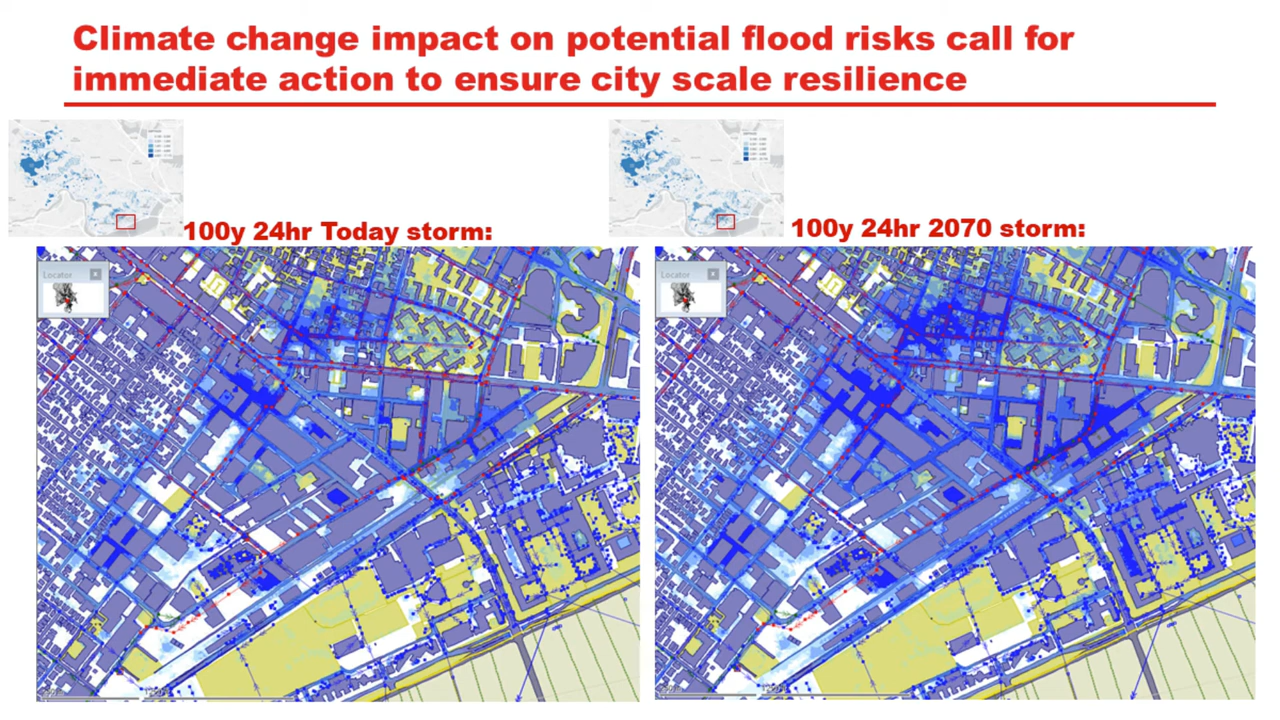 Climate change impact on potential flood risks call for
immediate action to ensure city scale resilience
100y 24hr Today storm:
100y 24hr 2070 storm:
Locator
Locator